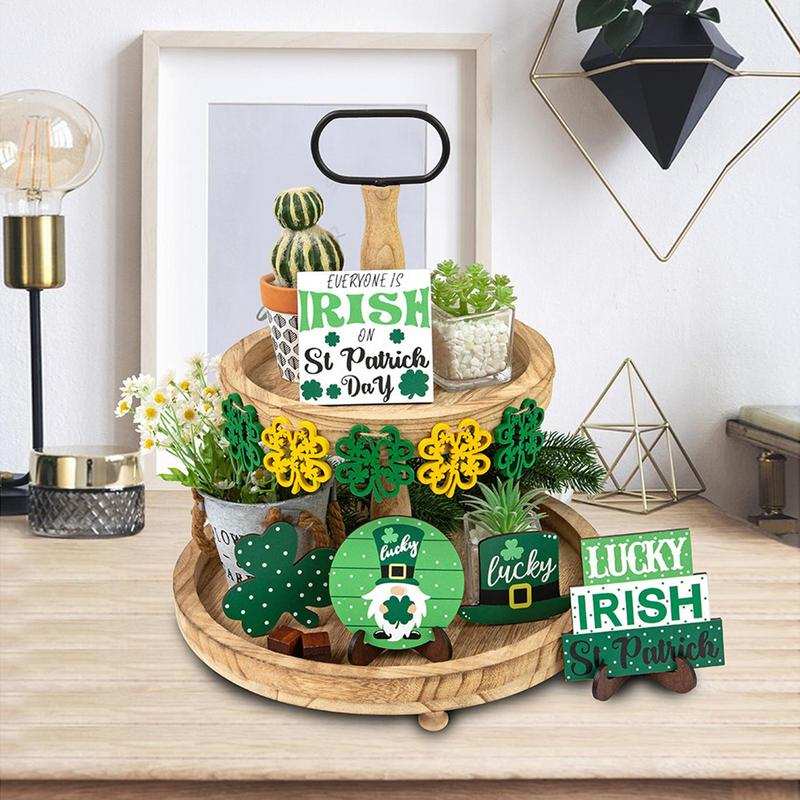 EVERYONE IS
IRISH
ON
St Patrick
DaY
lucky
lucky
LUCKY
IRISH
St Patrick